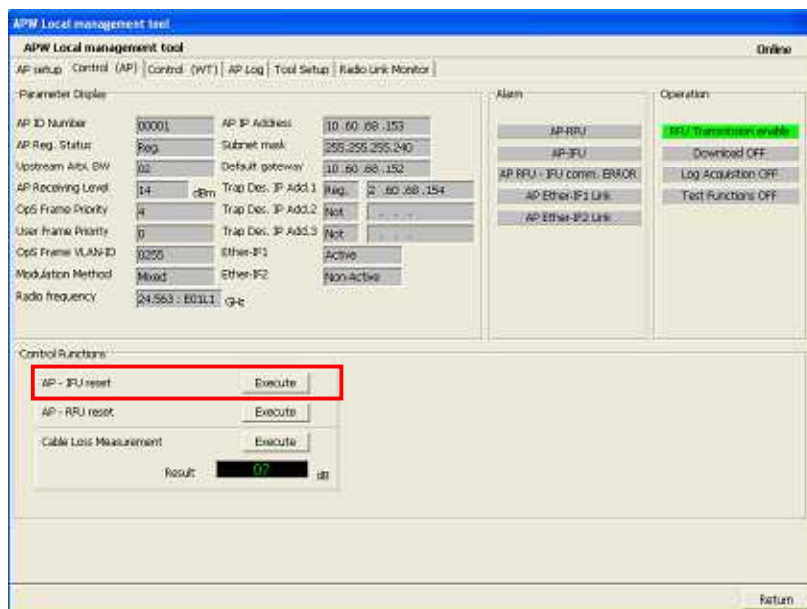 APW Local management tool
APW Local management tool
Online
AP setup Control (AP) Control (WT) AP Log Tool Setup Radio Link Monitor
Parameter Display
AP ID Number 00001 AP IP Address 10 .60 .68 .153
AP Reg. Status Reg. Subnet mask 255.255.255.240
Upstream Arbi. BW 02 Default gateway 10 .60 .68 .152
AP Receiving Level 14 dBm Trap Des. IP Add.1 Reg. 2 .60 .68 .154
OpS Frame Priority 4 Trap Des. IP Add.2 Not . . .
User Frame Priority 0 Trap Des. IP Add.3 Not . . .
OpS Frame VLAN-ID 0255 Ether-IF1 Active
Modulation Method Mixed Ether-IF2 Non-Active
Radio frequency 24.563 : E01L1 GHz
Alarm
AP-RFU
AP-IFU
AP RFU - IFU comm. ERROR
AP Ether-IF1 Link
AP Ether-IF2 Link
Operation
RFU Transmission enable
Download OFF
Log Acquisition OFF
Test Functions OFF
Control Functions
AP - IFU reset Execute
AP - RFU reset Execute
Cable Loss Measurement Execute
Result 07 dB
Return